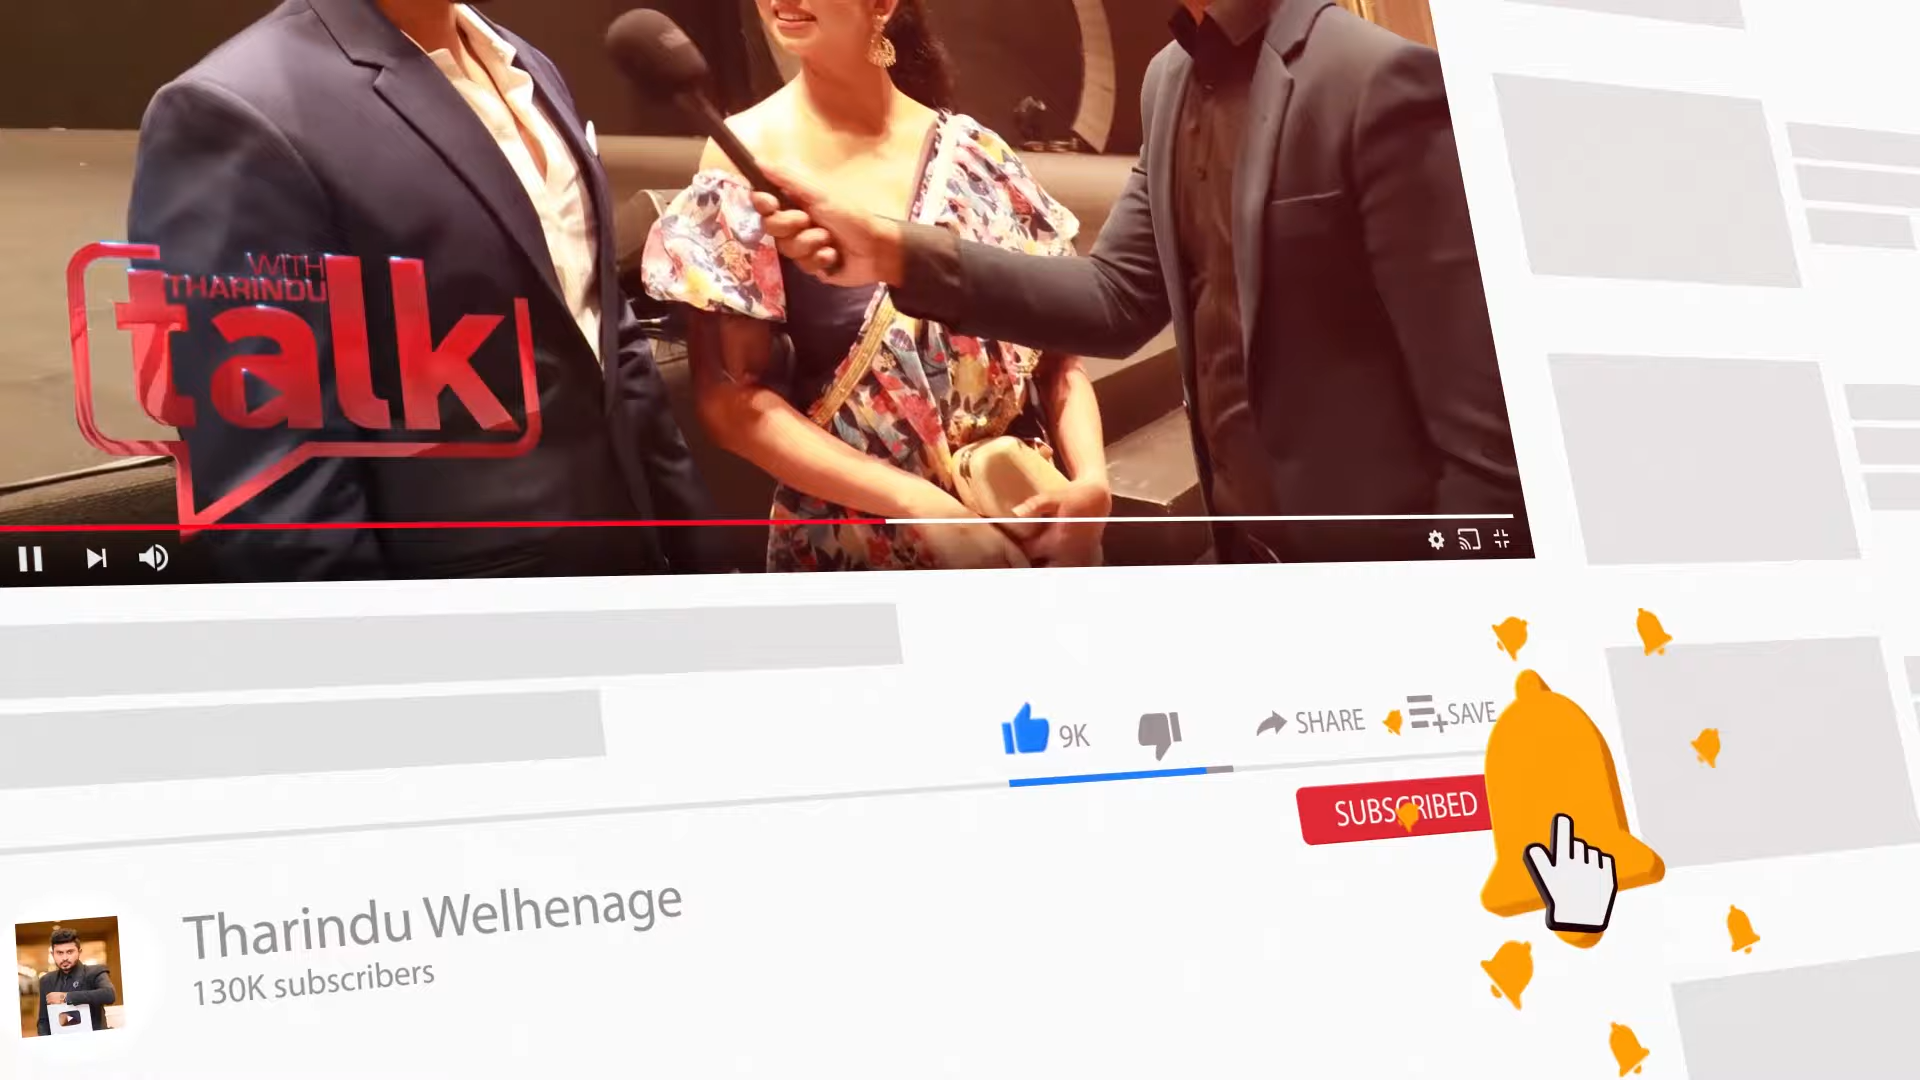 WITH
THARINDU
talk
9K
SHARE
SAVE
SUBSCRIBED
Tharindu Welhenage
130K subscribers